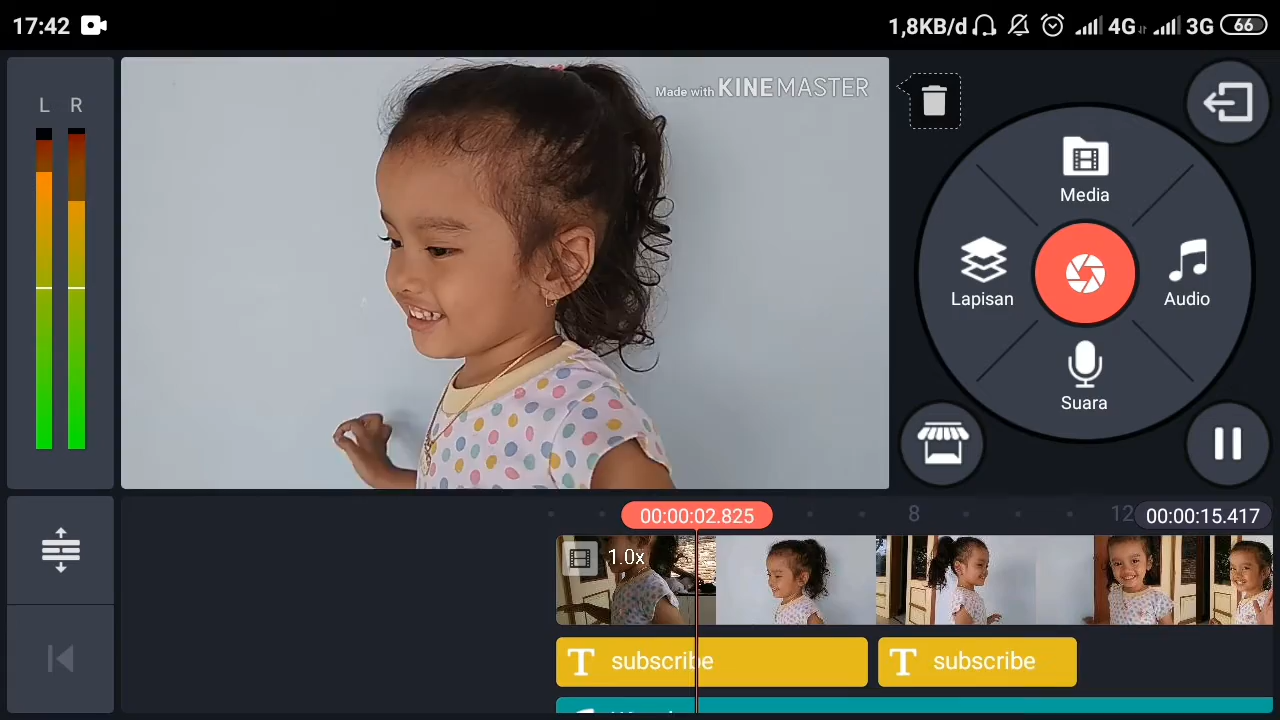 17:42
1,8KB/d 4G 3G 66
L R
Made with KINEMASTER
Media
Lapisan
Audio
Suara
00:00:02.825
8
12
00:00:15.417
1.0x
T subscribe
T subscribe